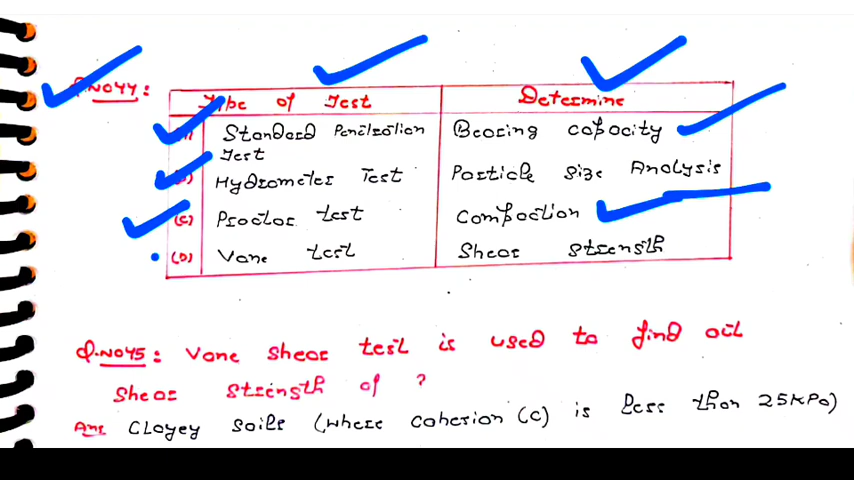 Q.NO44:
Type of Test Determine
(A) Standard Penitration Test Bearing capacity
(B) Hydrometer Test Particle size Analysis
(C) Proctor test Compaction
(D) Vane test Shear strength
Q.NO45: Vane shear test is used to find out
shear strength of ?
Ans Clayey soils (where cohesion (c) is less than 25KPa)